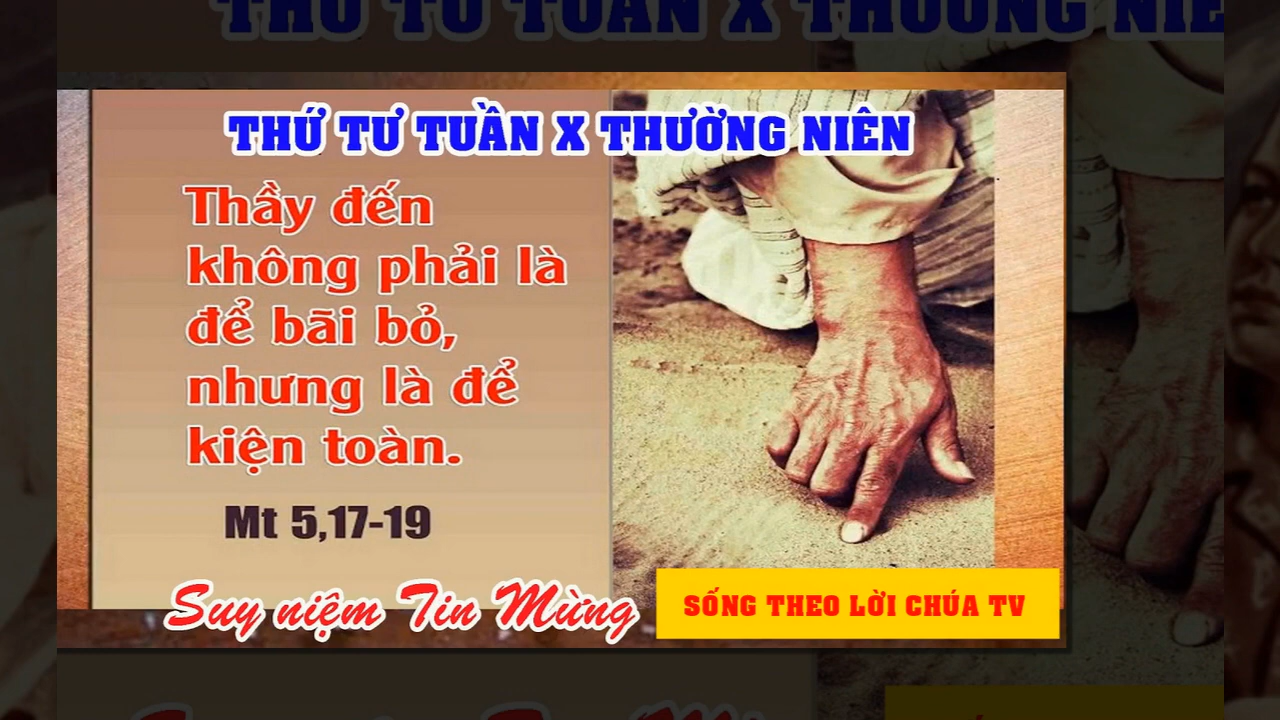 THỨ TƯ TUẦN X THƯỜNG NIÊN
Thầy đến
không phải là
để bãi bỏ,
nhưng là để
kiện toàn.
Mt 5,17-19
Suy niệm Tin Mừng
SỐNG THEO LỜI CHÚA TV